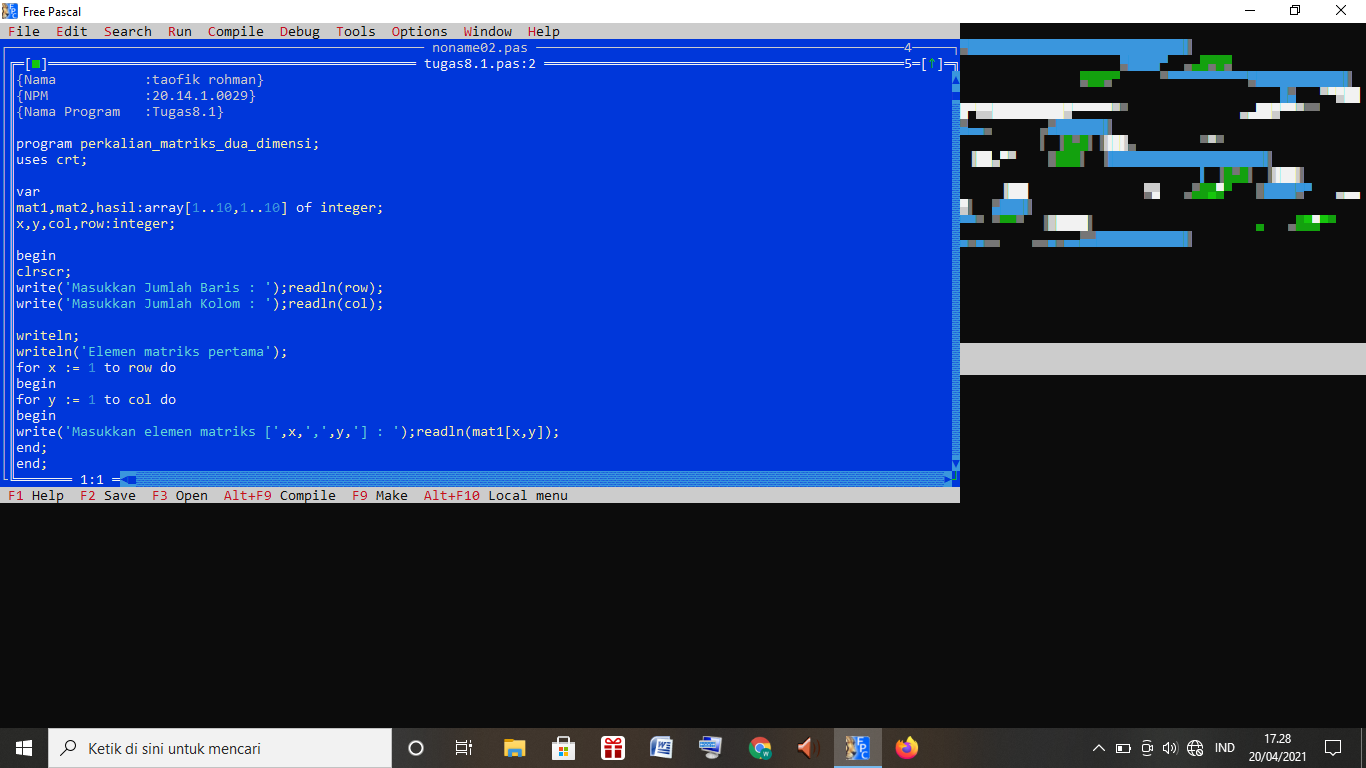 Free Pascal
File Edit Search Run Compile Debug Tools Options Window Help
noname02.pas 4
[■] tugas8.1.pas:2 5=[↑]
{Nama           :taofik rohman}
{NPM            :20.14.1.0029}
{Nama Program   :Tugas8.1}
program perkalian_matriks_dua_dimensi;
uses crt;
var
mat1,mat2,hasil:array[1..10,1..10] of integer;
x,y,col,row:integer;
begin
clrscr;
write('Masukkan Jumlah Baris : ');readln(row);
write('Masukkan Jumlah Kolom : ');readln(col);
writeln;
writeln('Elemen matriks pertama');
for x := 1 to row do
begin
for y := 1 to col do
begin
write('Masukkan elemen matriks [',x,',',y,'] : ');readln(mat1[x,y]);
end;
end;
1:1
F1 Help F2 Save F3 Open Alt+F9 Compile F9 Make Alt+F10 Local menu
Ketik di sini untuk mencari
IND
17.28
20/04/2021